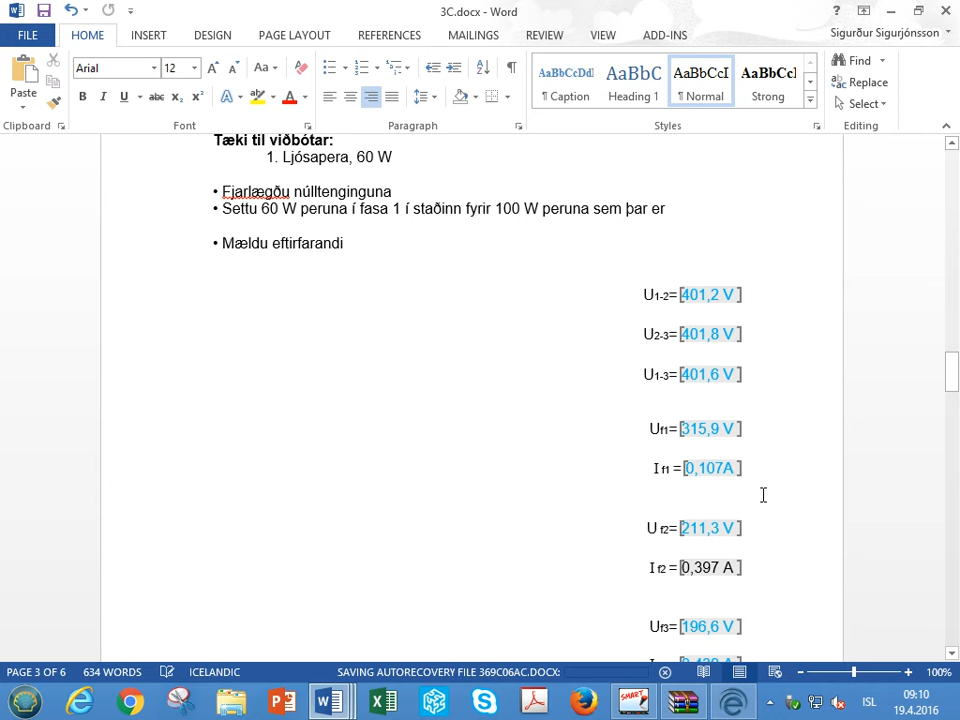 3C.docx - Word
FILE HOME INSERT DESIGN PAGE LAYOUT REFERENCES MAILINGS REVIEW VIEW ADD-INS Sigurður Sigurjónsson
Paste
Arial 12
Find
Replace
Select
AaBbCcDd AaBbC AaBbCcI AaBbCcl
¶ Caption Heading 1 ¶ Normal Strong
Clipboard Font Paragraph Styles Editing
Tæki til viðbótar:
1. Ljósapera, 60 W
• Fjarlægðu núlltenginguna
• Settu 60 W peruna í fasa 1 í staðinn fyrir 100 W peruna sem þar er
• Mældu eftirfarandi
U1-2=[401,2 V ]
U2-3=[401,8 V ]
U1-3=[401,6 V ]
Uf1=[315,9 V ]
I f1 =[0,107A ]
U f2=[211,3 V ]
I f2 =[0,397 A ]
Uf3=[196,6 V ]
PAGE 3 OF 6 634 WORDS ICELANDIC SAVING AUTORECOVERY FILE 369C06AC.DOCX: 100%
ISL
09:10
19.4.2016